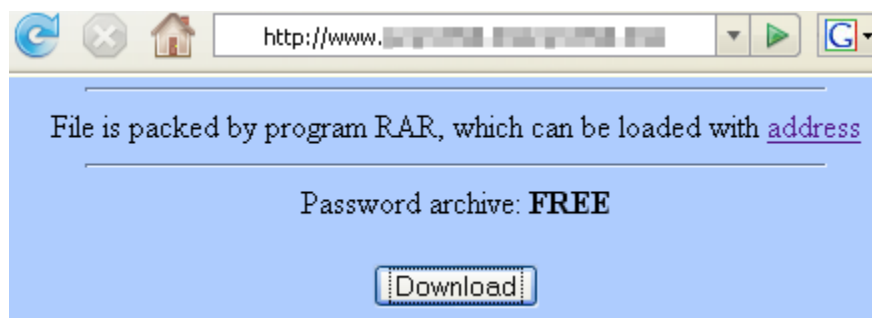 http://www.
G
File is packed by program RAR, which can be loaded with address
Password archive: FREE
Download